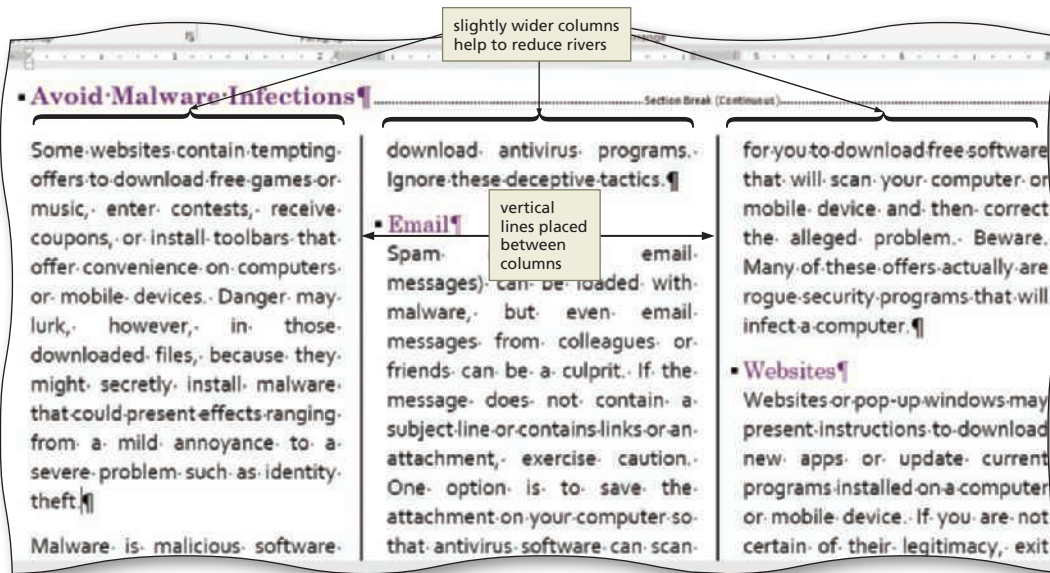 slightly wider columns
help to reduce rivers
Avoid Malware Infections¶
Section Break (Continuous)
Some websites contain tempting
offers to download free games or
music, enter contests, receive
coupons, or install toolbars that
offer convenience on computers
or mobile devices. Danger may
lurk, however, in those
downloaded files, because they
might secretly install malware
that could present effects ranging
from a mild annoyance to a
severe problem such as identity
theft.¶
Malware is malicious software
download antivirus programs.
Ignore these deceptive tactics.¶
vertical
lines placed
between
columns
Email¶
Spam email
messages) can be loaded with
malware, but even email
messages from colleagues or
friends can be a culprit. If the
message does not contain a
subject line or contains links or an
attachment, exercise caution.
One option is to save the
attachment on your computer so
that antivirus software can scan
for you to download free software
that will scan your computer or
mobile device and then correct
the alleged problem. Beware.
Many of these offers actually are
rogue security programs that will
infect a computer.¶
Websites¶
Websites or pop-up windows may
present instructions to download
new apps or update current
programs installed on a computer
or mobile device. If you are not
certain of their legitimacy, exit